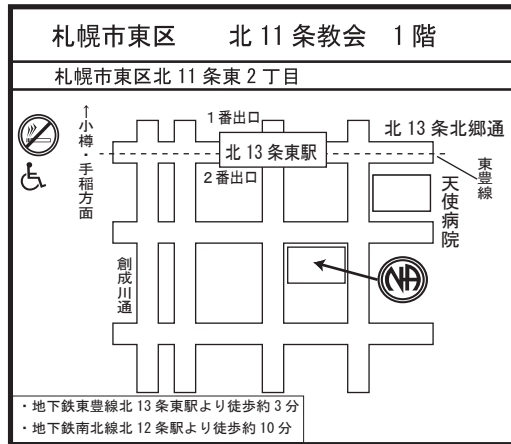 札幌市東区　北11条教会　1階
札幌市東区北11条東2丁目
↑小樽・手稲方面
1番出口
北13条北郷通
北13条東駅
2番出口
東豊線
天使病院
創成川通
NA
・地下鉄東豊線北13条東駅より徒歩約3分
・地下鉄南北線北12条駅より徒歩約10分